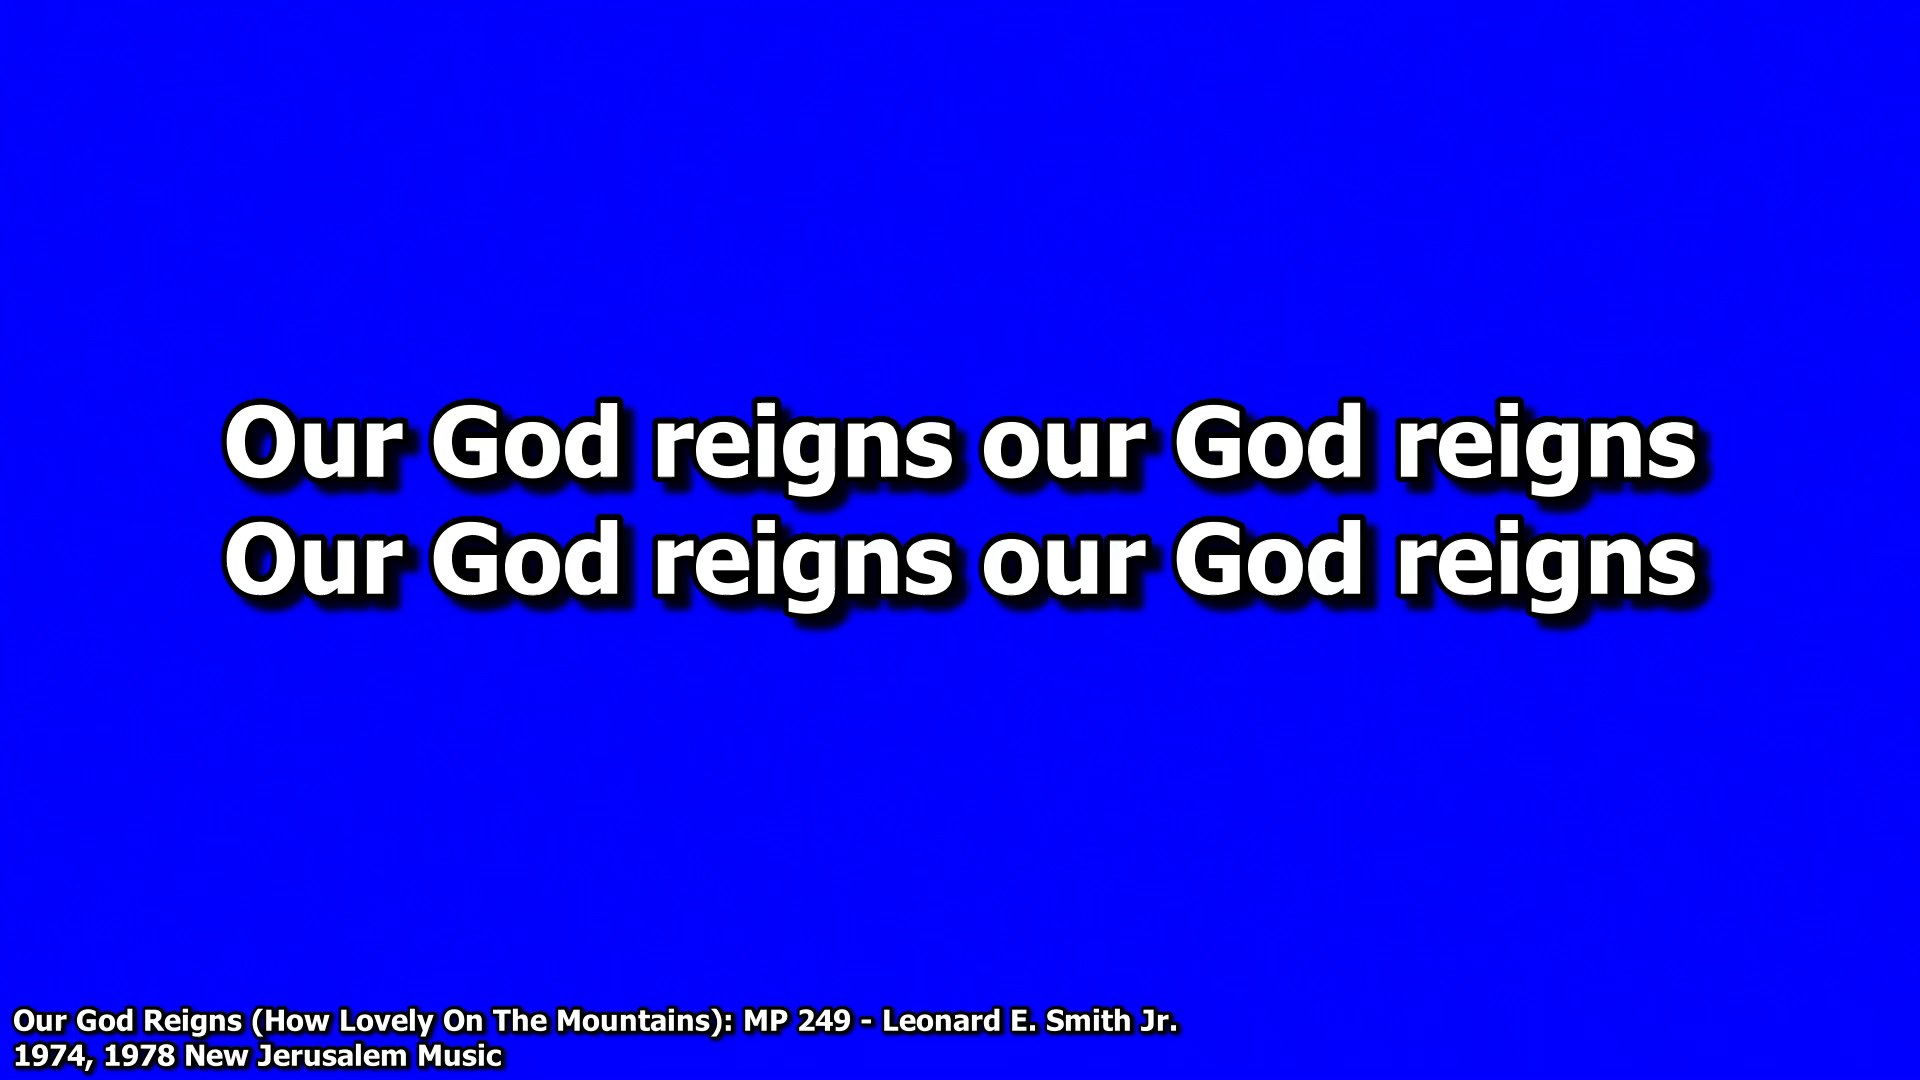 Our God reigns our God reigns
Our God reigns our God reigns
Our God Reigns (How Lovely On The Mountains): MP 249 - Leonard E. Smith Jr.
1974, 1978 New Jerusalem Music